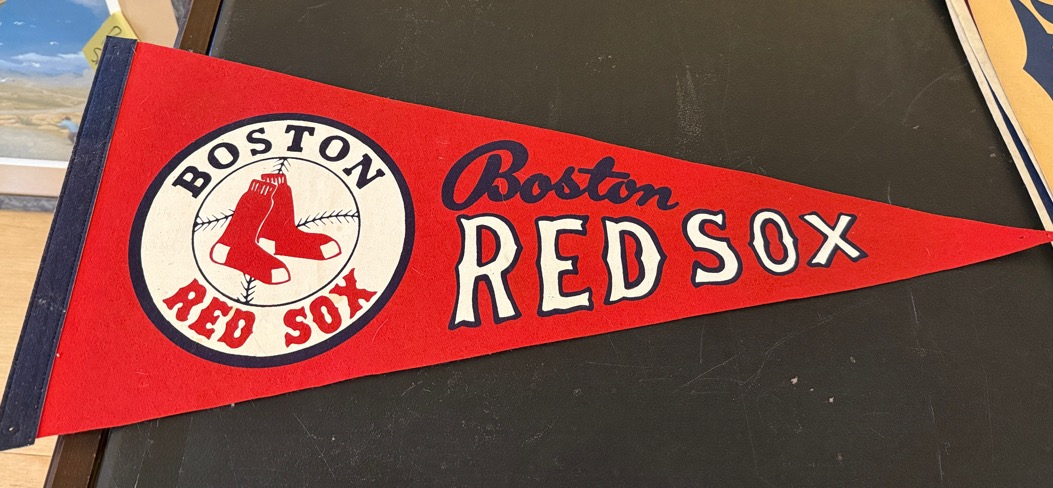 BOSTON
RED SOX
Boston
RED SOX